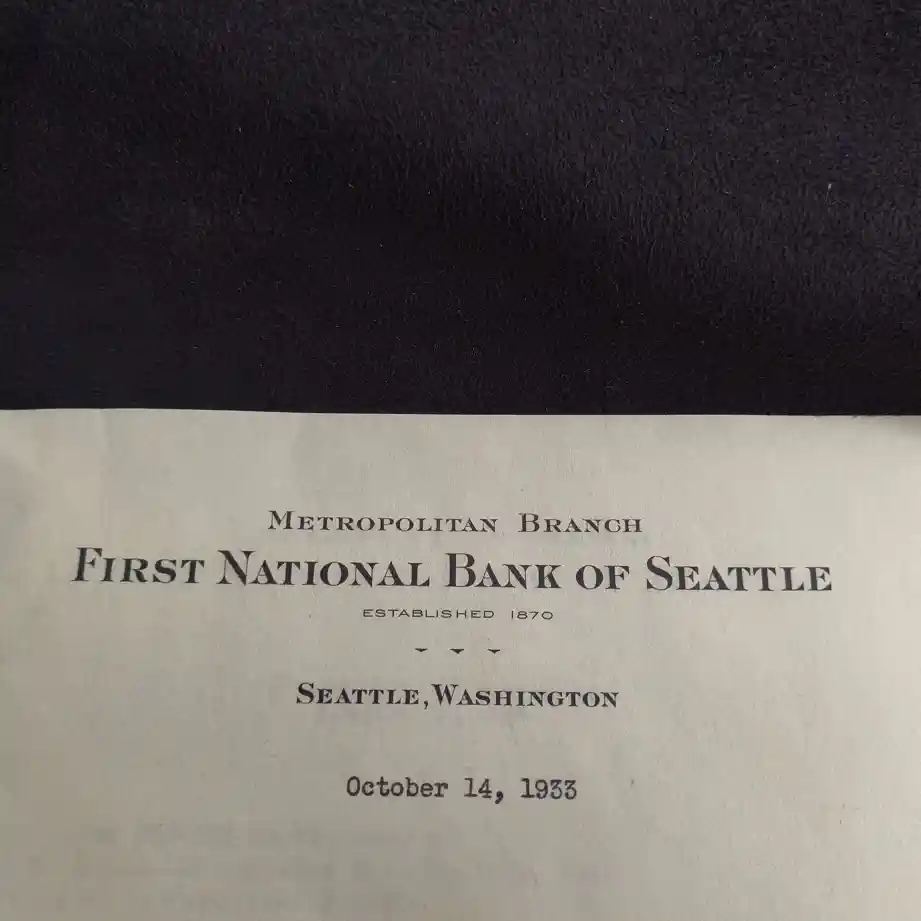 Metropolitan Branch
First National Bank of Seattle
ESTABLISHED 1870
Seattle, Washington
October 14, 1933